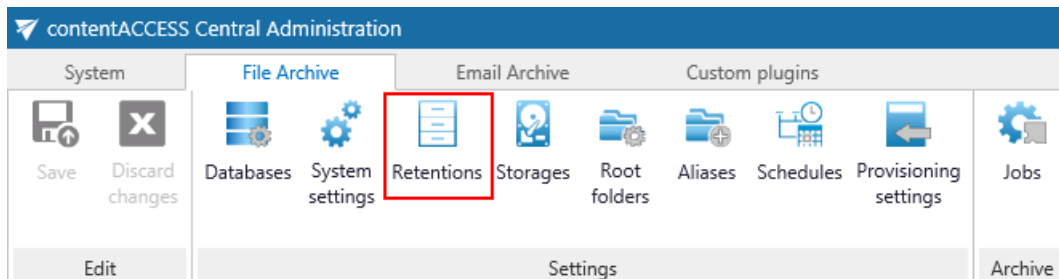 contentACCESS Central Administration
System
File Archive
Email Archive
Custom plugins
Save
Discard
changes
Databases
System
settings
Retentions
Storages
Root
folders
Aliases
Schedules
Provisioning
settings
Jobs
Edit
Settings
Archive